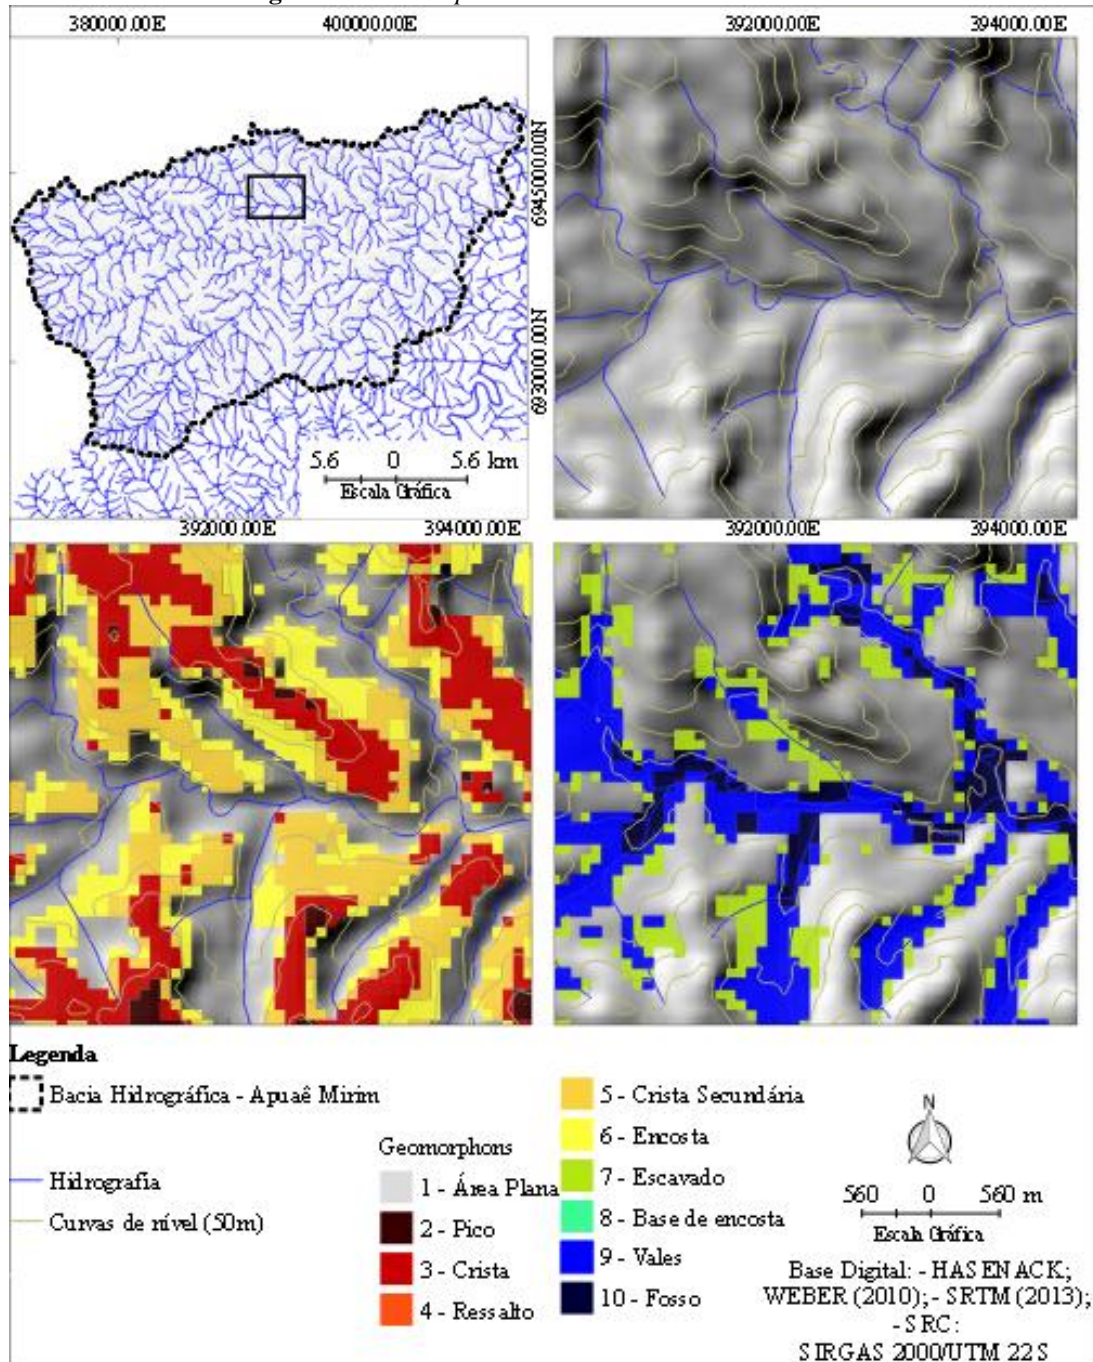 380000.00E 400000.00E 392000.00E 394000.00E
6945000.00N
6930000.00N
5.6 0 5.6 km
Escala Gráfica
392000.00E 394000.00E 392000.00E 394000.00E
Legenda
Bacia Hidrográfica - Apuaê Mirim
Hidrografia
Curvas de nível (50m)
Geomorphons
1 - Área Plana
2 - Pico
3 - Crista
4 - Ressalto
5 - Crista Secundária
6 - Encosta
7 - Escavado
8 - Base de encosta
9 - Vales
10 - Fosso
N
560 0 560 m
Escala Gráfica
Base Digital: - HASENACK;
WEBER (2010); - SRTM (2013);
- SRC:
SIRGAS 2000/UTM 22 S